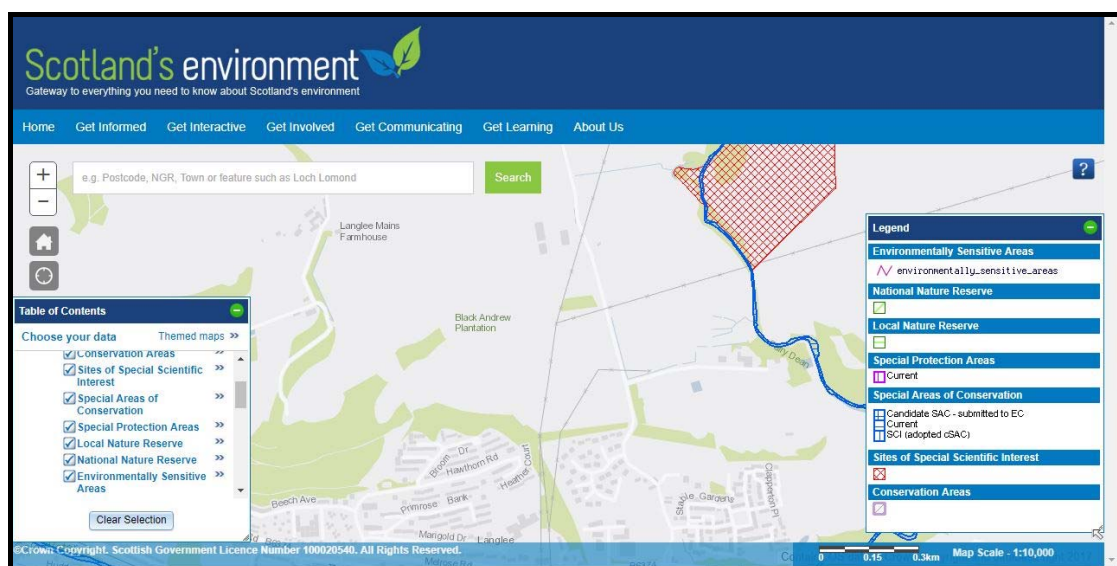 Scotland's environment
Gateway to everything you need to know about Scotland's environment
Home Get Informed Get Interactive Get Involved Get Communicating Get Learning About Us
+
e.g. Postcode, NGR, Town or feature such as Loch Lomond
Search
?
−
Langlee Mains
Farmhouse
Black Andrew
Plantation
Dean
Broom Dr
Hawthorn Rd
Heather Court
Beech Ave
Primrose Bank
Marigold Dr
Langlee
Melrose
Staple Gardens
Clapperton Pl
Table of Contents
Choose your data Themed maps »
Conservation Areas »
Sites of Special Scientific »
Interest
Special Areas of »
Conservation
Special Protection Areas »
Local Nature Reserve »
National Nature Reserve »
Environmentally Sensitive »
Areas
Clear Selection
Legend
Environmentally Sensitive Areas
environmentally_sensitive_areas
National Nature Reserve
Local Nature Reserve
Special Protection Areas
Current
Special Areas of Conservation
Candidate SAC - submitted to EC
Current
SCI (adopted cSAC)
Sites of Special Scientific Interest
Conservation Areas
©Crown Copyright. Scottish Government Licence Number 100020540. All Rights Reserved.
0 0.15 0.3km Map Scale - 1:10,000